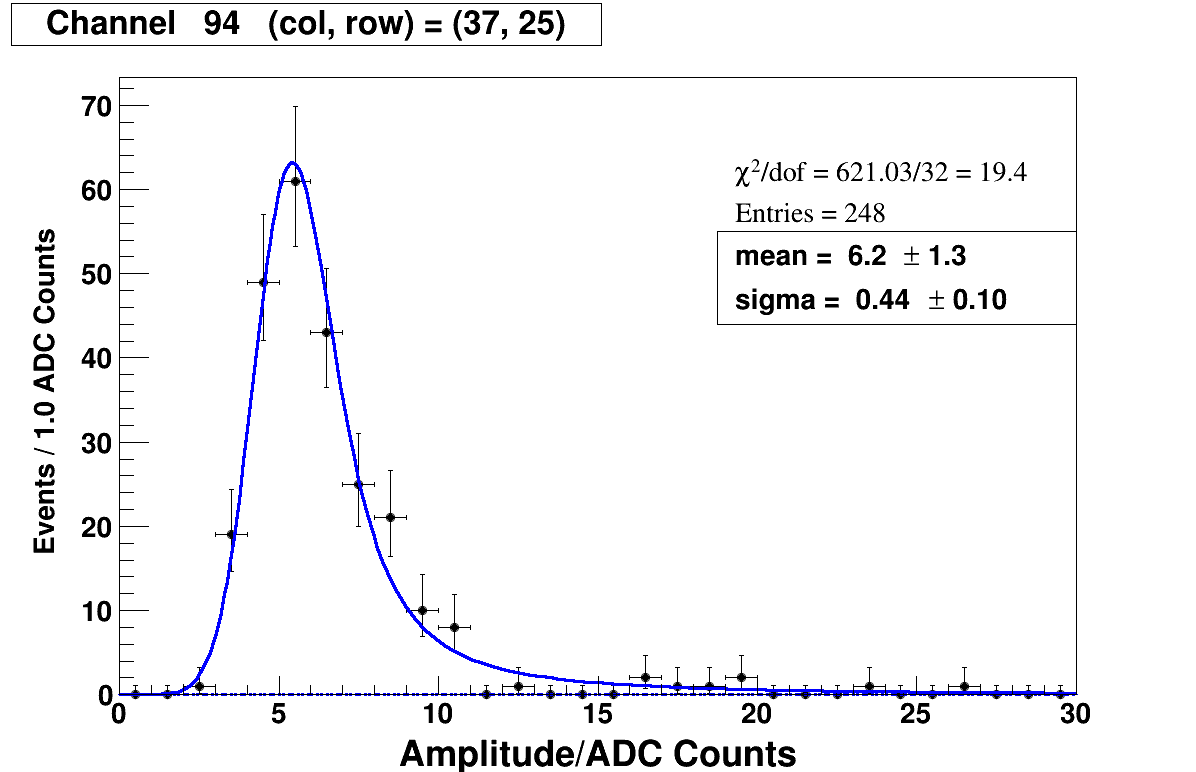 Channel 94 (col, row) = (37, 25)
70
60
50
40
30
20
10
0
Events / 1.0 ADC Counts
χ²/dof = 621.03/32 = 19.4
Entries = 248
mean = 6.2 ± 1.3
sigma = 0.44 ± 0.10
0 5 10 15 20 25 30
Amplitude/ADC Counts